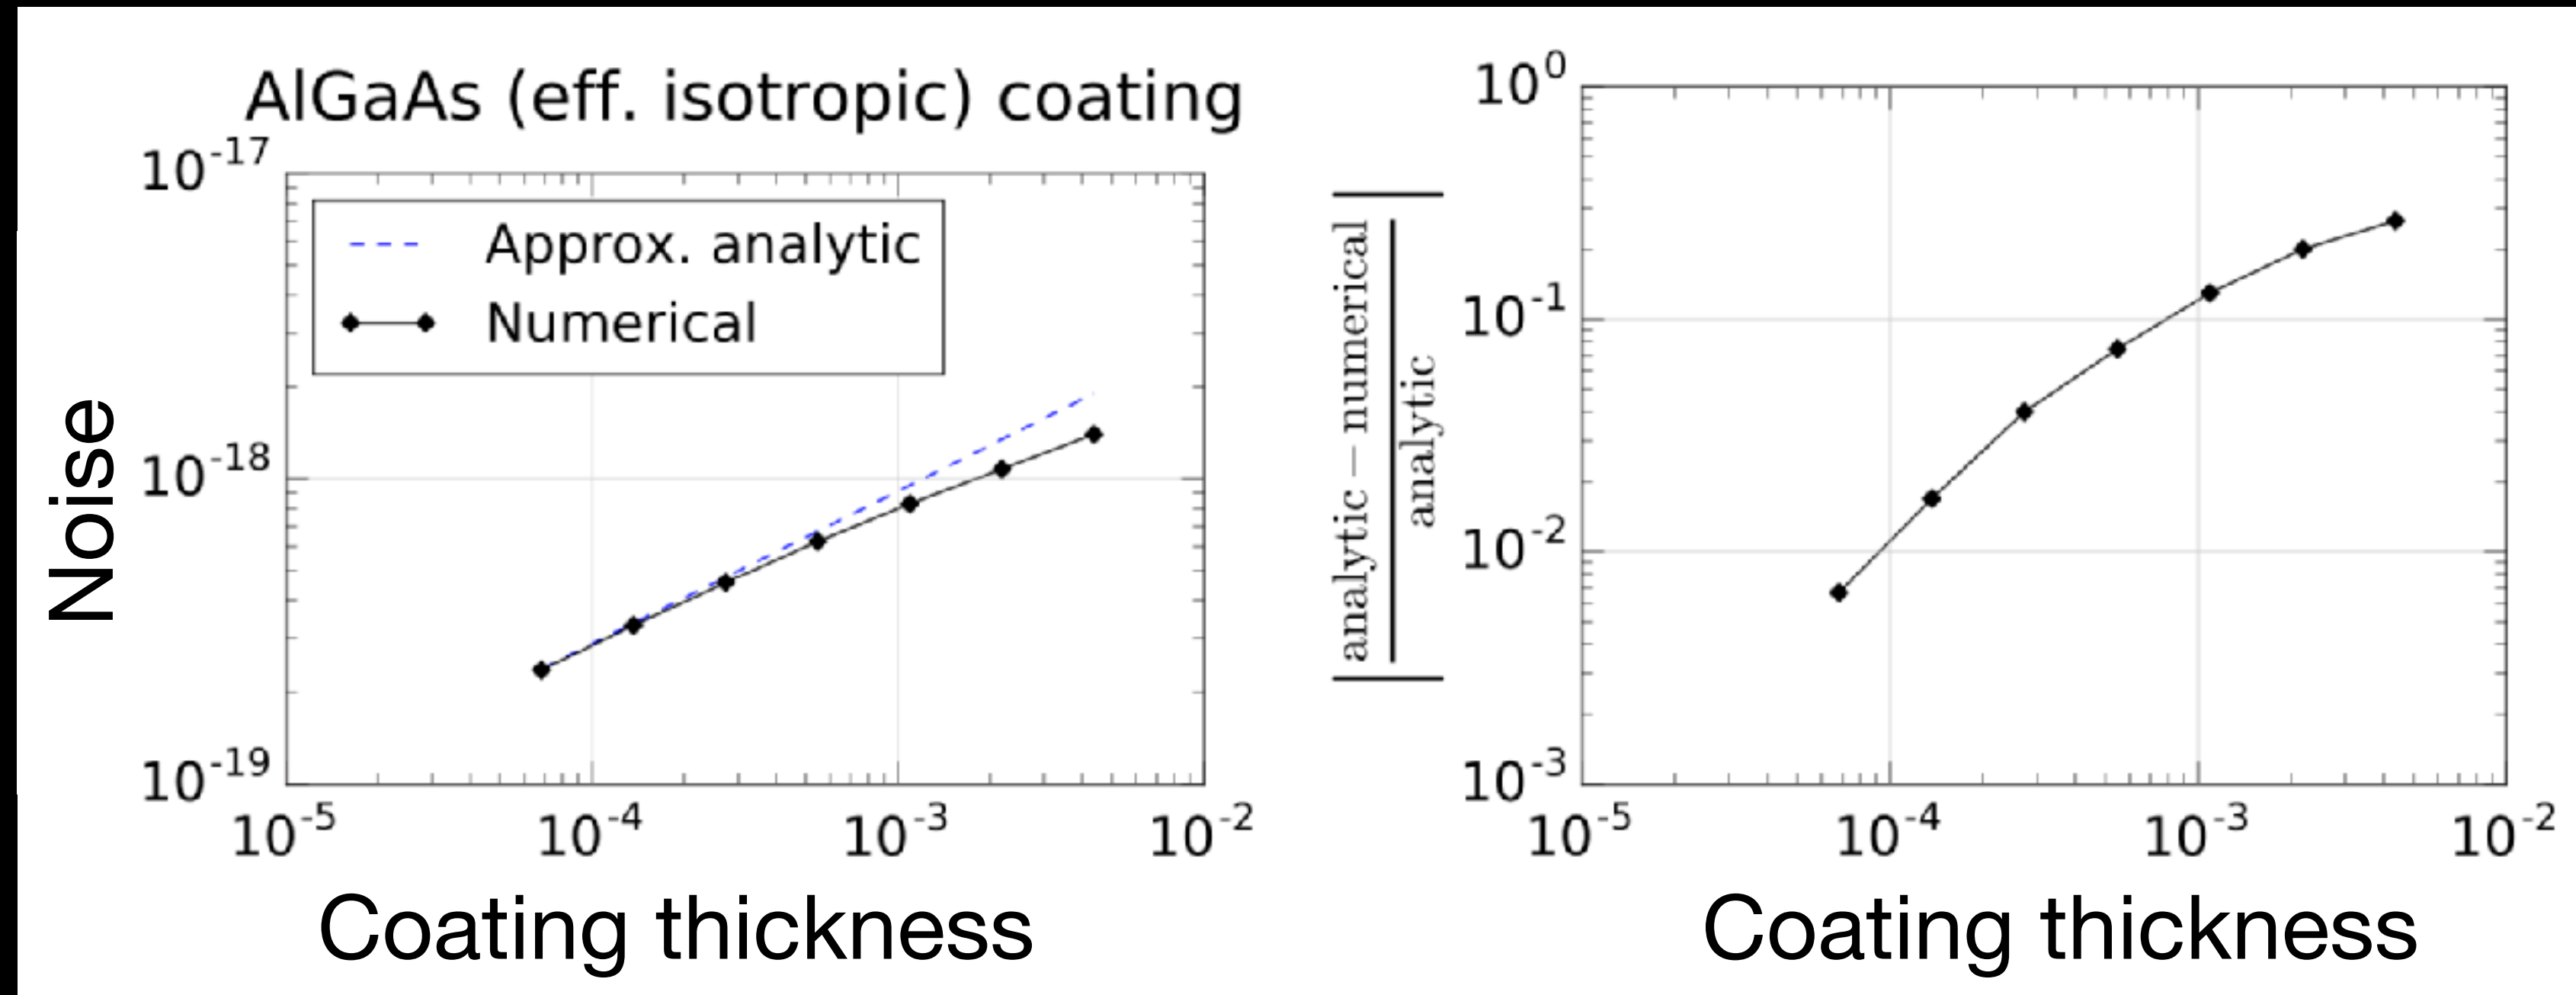 AlGaAs (eff. isotropic) coating
10^-17
10^-18
10^-19
Noise
Approx. analytic
Numerical
10^-5 10^-4 10^-3 10^-2
Coating thickness
10^0
10^-1
10^-2
10^-3
|analytic − numerical|
analytic
10^-5 10^-4 10^-3 10^-2
Coating thickness